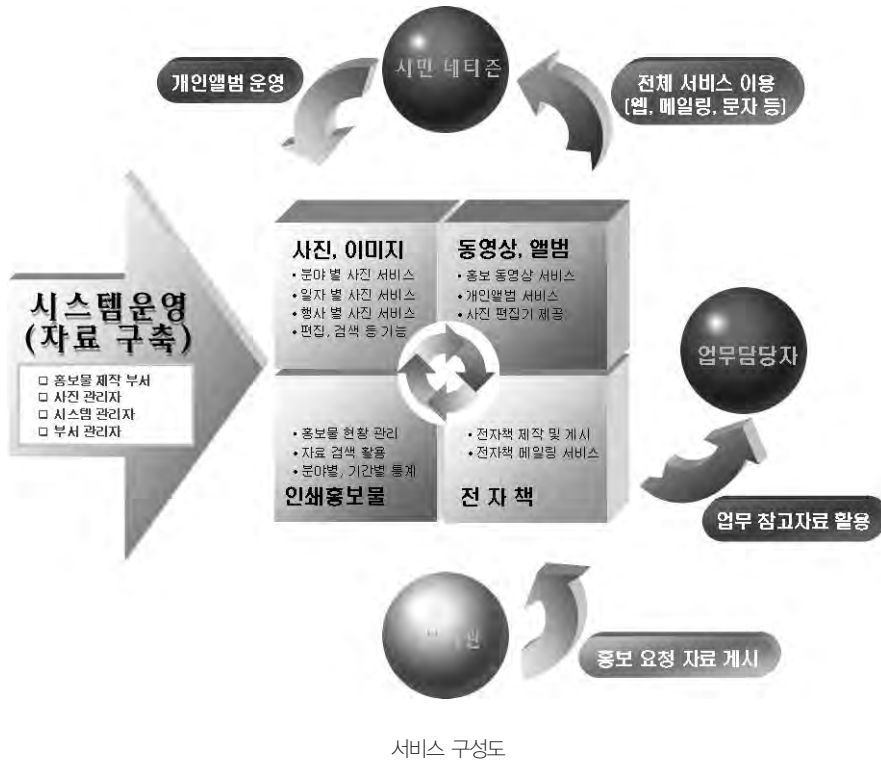 시민 네티즌
개인앨범 운영
전체 서비스 이용
(웹, 메일링, 문자 등)
사진, 이미지
• 분야 별 사진 서비스
• 일자 별 사진 서비스
• 행사 별 사진 서비스
• 편집, 검색 등 기능
동영상, 앨범
• 홍보 동영상 서비스
• 개인앨범 서비스
• 사진 편집기 제공
시스템운영
(자료 구축)
□ 홍보물 제작 부서
□ 사진 관리자
□ 시스템 관리자
□ 부서 관리자
업무담당자
• 홍보물 현황 관리
• 자료 검색 활용
• 분야별, 기간별 통계
인쇄홍보물
• 전자책 제작 및 게시
• 전자책 메일링 서비스
전 자 책
업무 참고자료 활용
홍보 요청 자료 게시
서비스 구성도